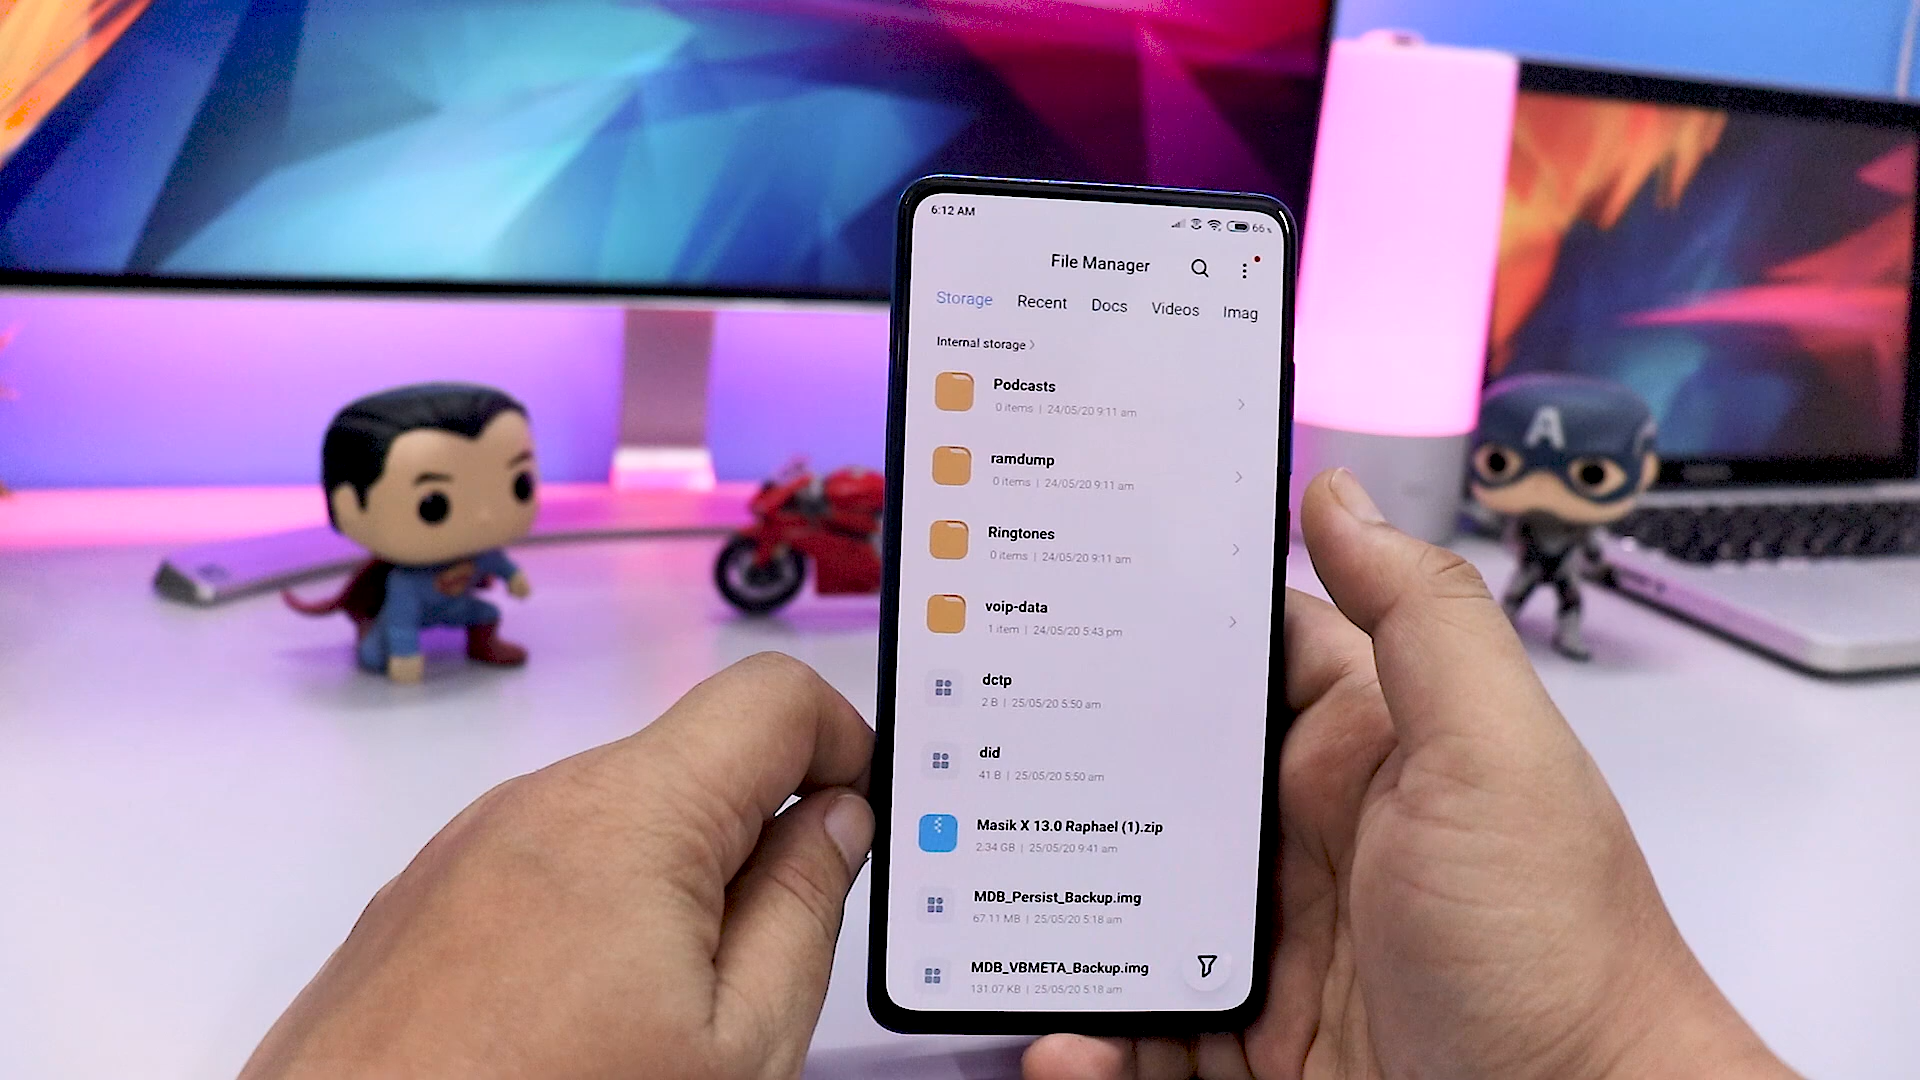 6:12 AM
66%
File Manager
Storage Recent Docs Videos Imag
Internal storage >
Podcasts
0 items | 24/05/20 9:11 am
ramdump
0 items | 24/05/20 9:11 am
Ringtones
0 items | 24/05/20 9:11 am
voip-data
1 item | 24/05/20 5:43 pm
dctp
2 B | 25/05/20 5:50 am
did
41 B | 25/05/20 5:50 am
Masik X 13.0 Raphael (1).zip
2.34 GB | 25/05/20 9:41 am
MDB_Persist_Backup.img
67.11 MB | 25/05/20 5:18 am
MDB_VBMETA_Backup.img
131.07 KB | 25/05/20 5:18 am
A